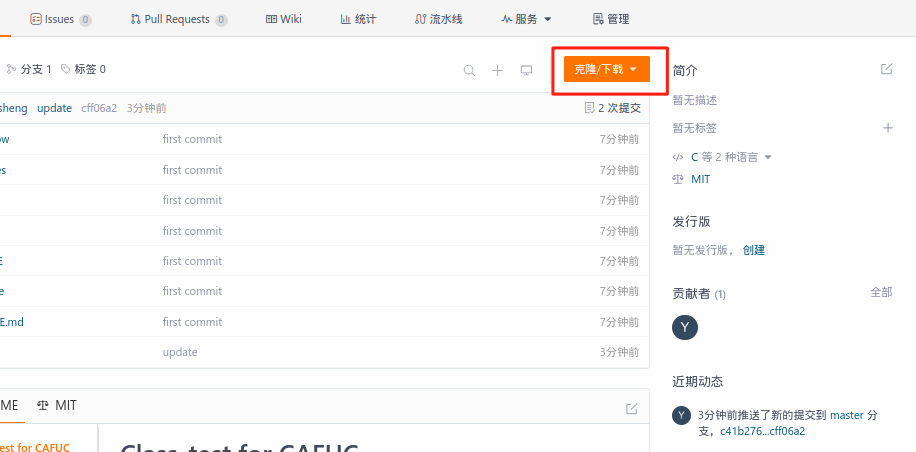 Issues 0 Pull Requests 0 Wiki 统计 流水线 服务 管理
分支 1 标签 0 克隆/下载 简介
暂无描述
sheng update cff06a2 3分钟前 2 次提交
暂无标签
ow first commit 7分钟前
C 等 2 种语言
es first commit 7分钟前
MIT
first commit 7分钟前
发行版
first commit 7分钟前
暂无发行版， 创建
E first commit 7分钟前
e first commit 7分钟前
贡献者 (1) 全部
E.md first commit 7分钟前
Y
update 3分钟前
近期动态
ME MIT
Y 3分钟前推送了新的提交到 master 分
支，c41b276...cff06a2
test for CAFUC
Class test for CAFUC